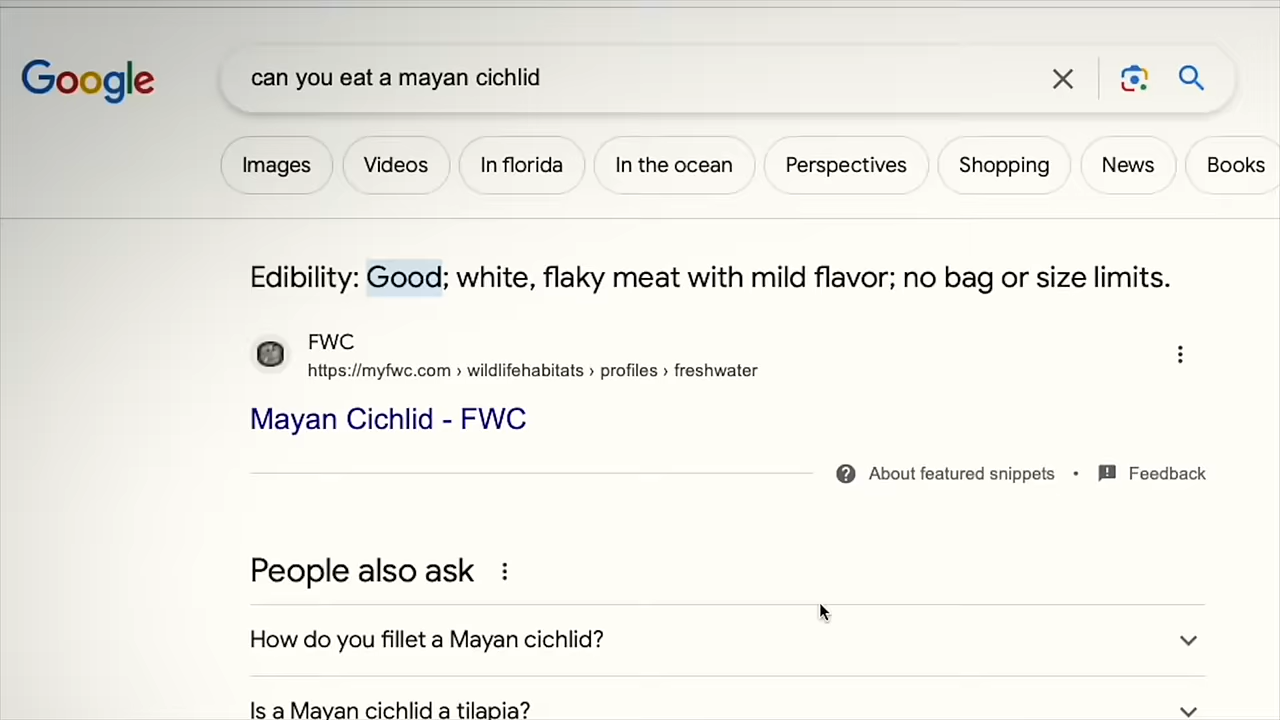 Google
can you eat a mayan cichlid
Images Videos In florida In the ocean Perspectives Shopping News Books
Edibility: Good; white, flaky meat with mild flavor; no bag or size limits.
FWC
https://myfwc.com › wildlifehabitats › profiles › freshwater
Mayan Cichlid - FWC
About featured snippets • Feedback
People also ask
How do you fillet a Mayan cichlid?
Is a Mayan cichlid a tilapia?